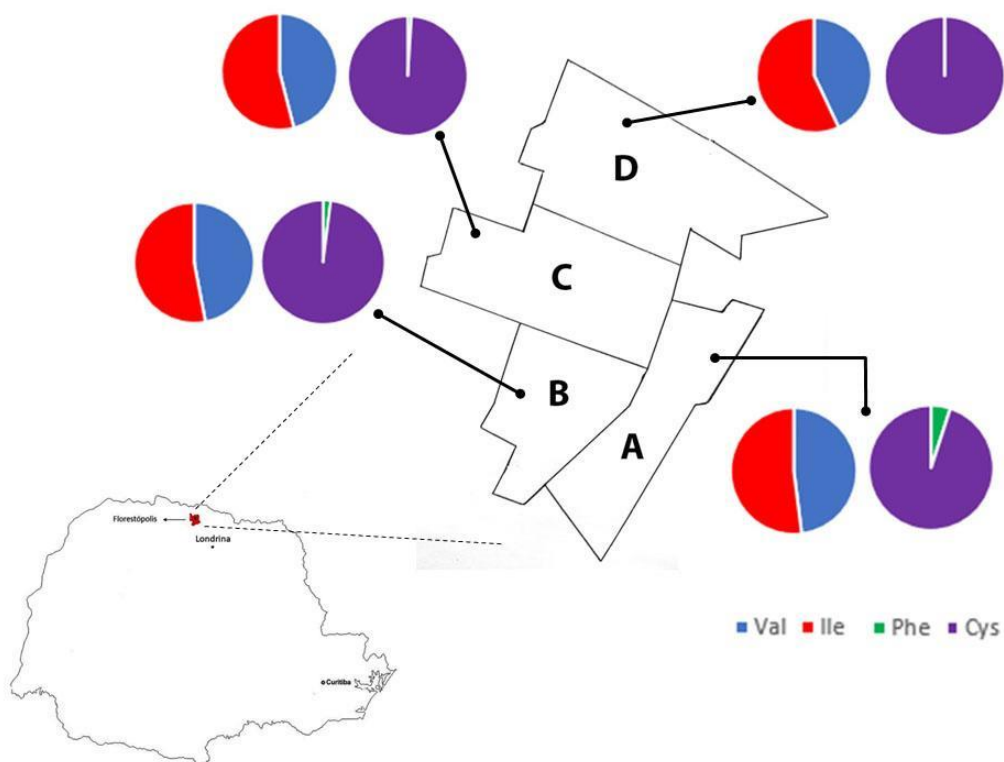 D
C
B
A
Florestópolis
Londrina
Curitiba
Val Ile Phe Cys